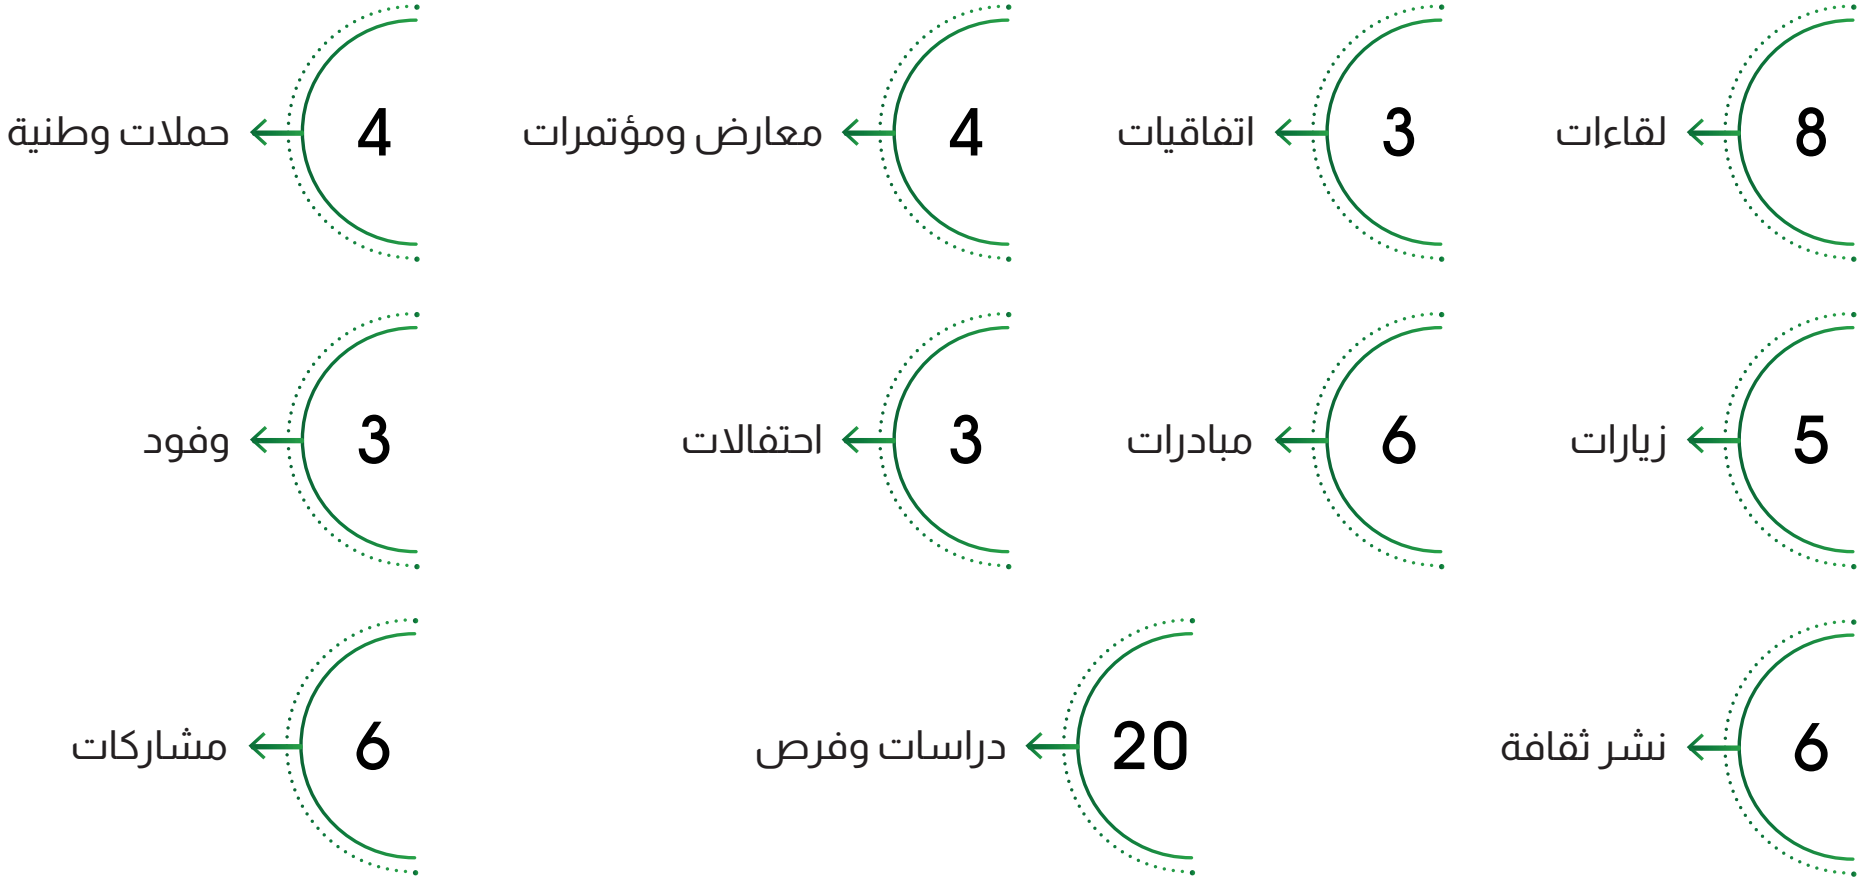 8 لقاءات
3 اتفاقيات
4 معارض ومؤتمرات
4 حملات وطنية
5 زيارات
6 مبادرات
3 احتفالات
3 وفود
6 نشر ثقافة
20 دراسات وفرص
6 مشاركات